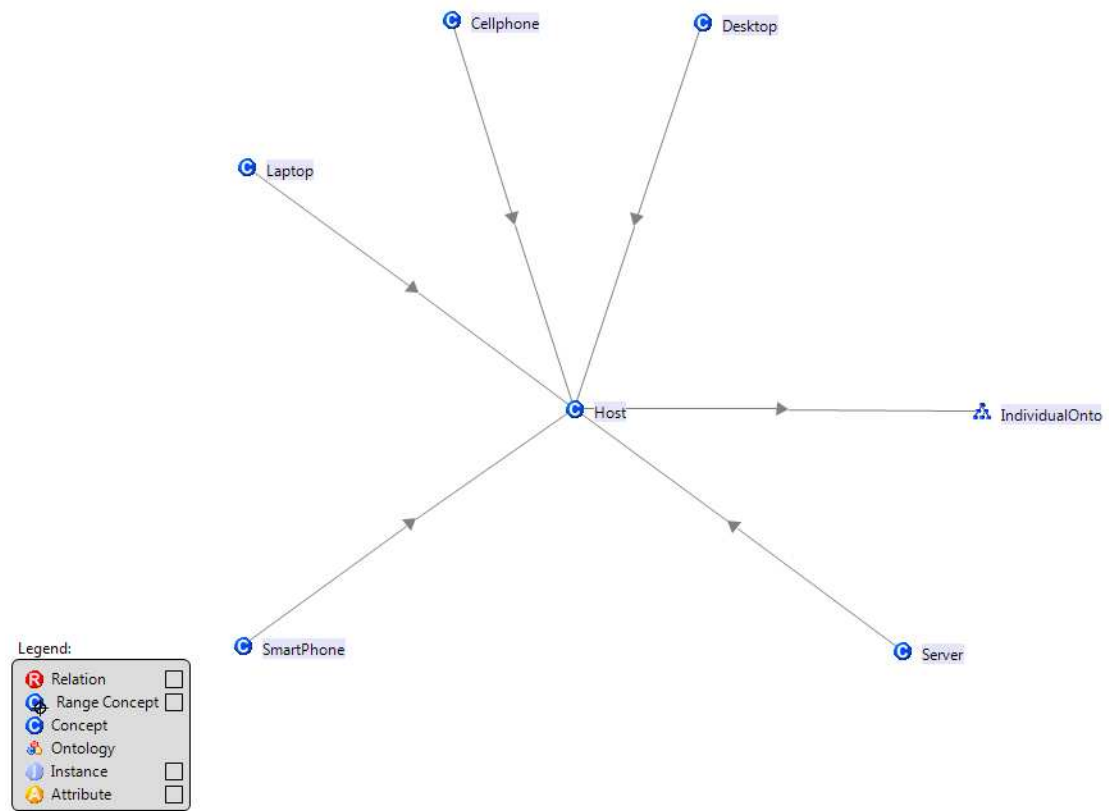 Cellphone
Desktop
Laptop
Host
IndividualOnto
SmartPhone
Server
Legend:
Relation
Range Concept
Concept
Ontology
Instance
Attribute